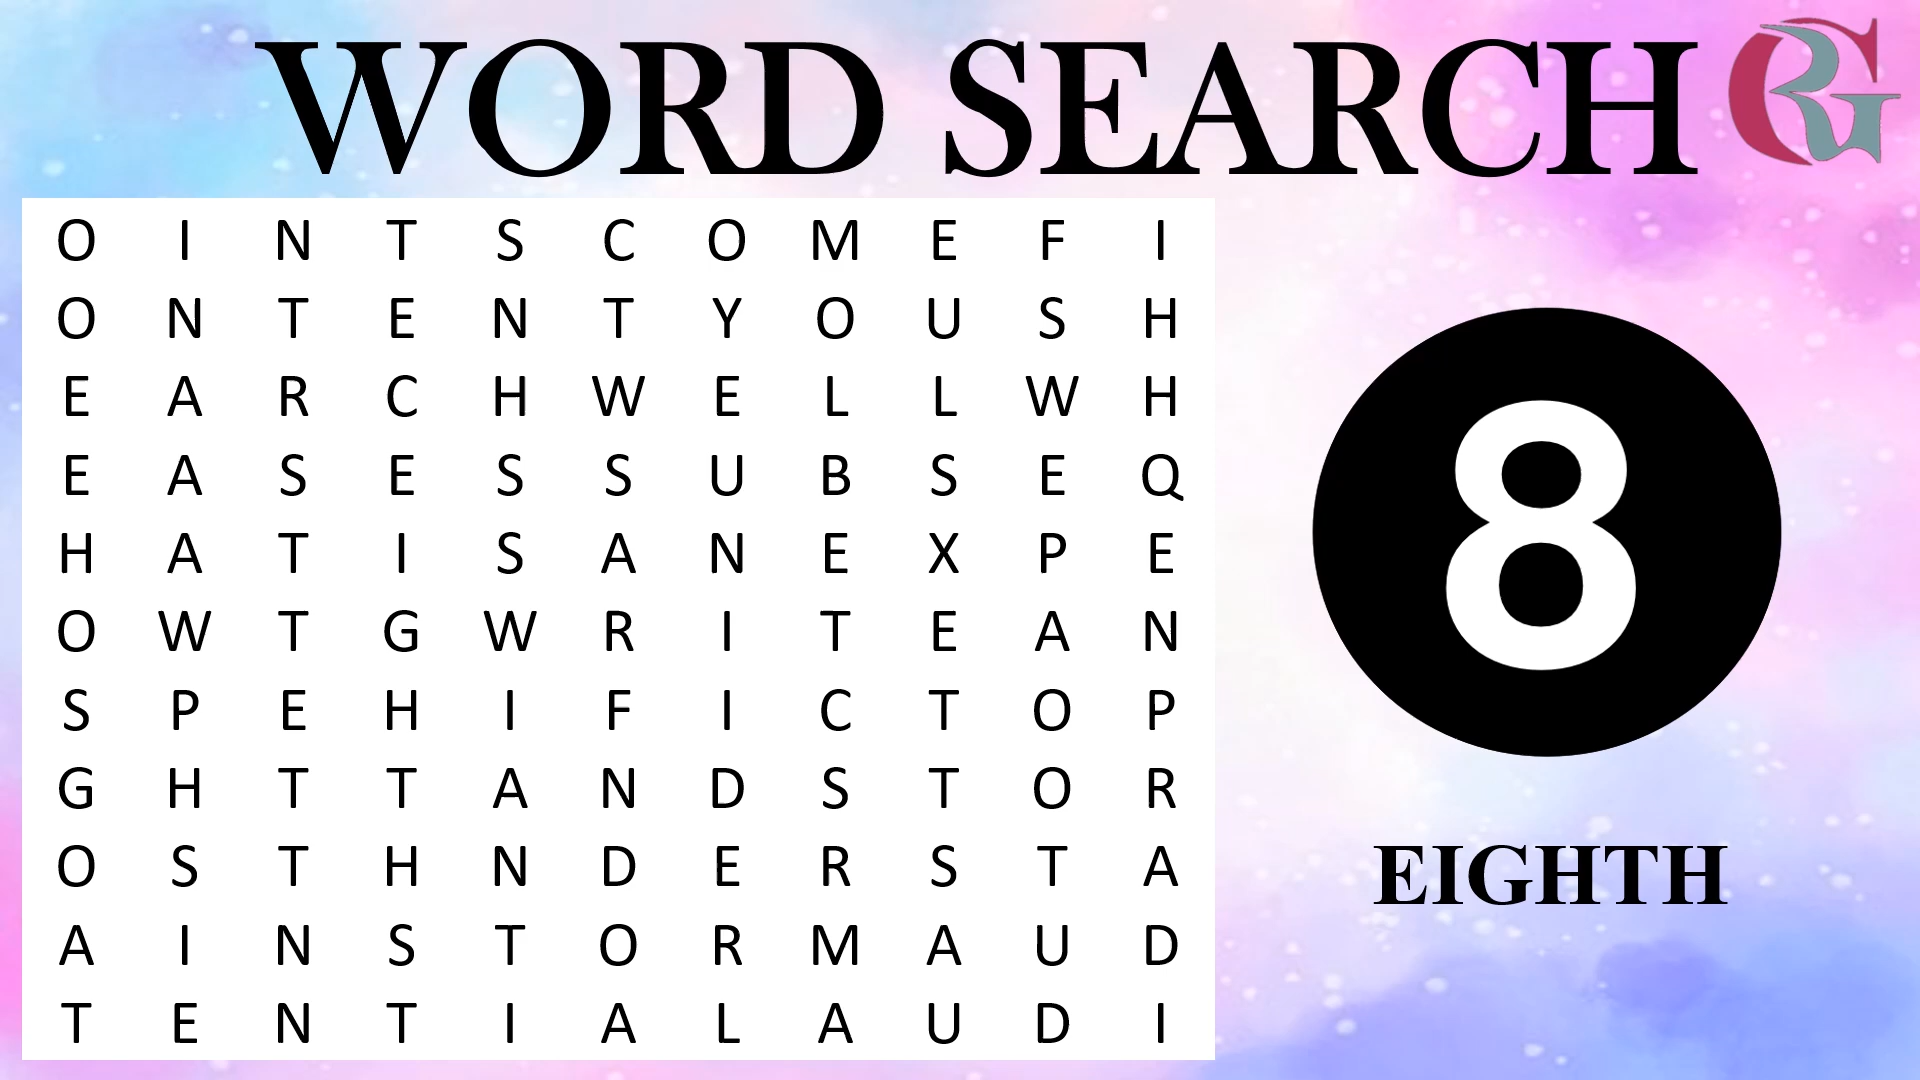 WORD SEARCH
O I N T S C O M E F I
O N T E N T Y O U S H
E A R C H W E L L W H
E A S E S S U B S E Q
H A T I S A N E X P E
O W T G W R I T E A N
S P E H I F I C T O P
G H T T A N D S T O R
O S T H N D E R S T A
A I N S T O R M A U D
T E N T I A L A U D I
8
EIGHTH